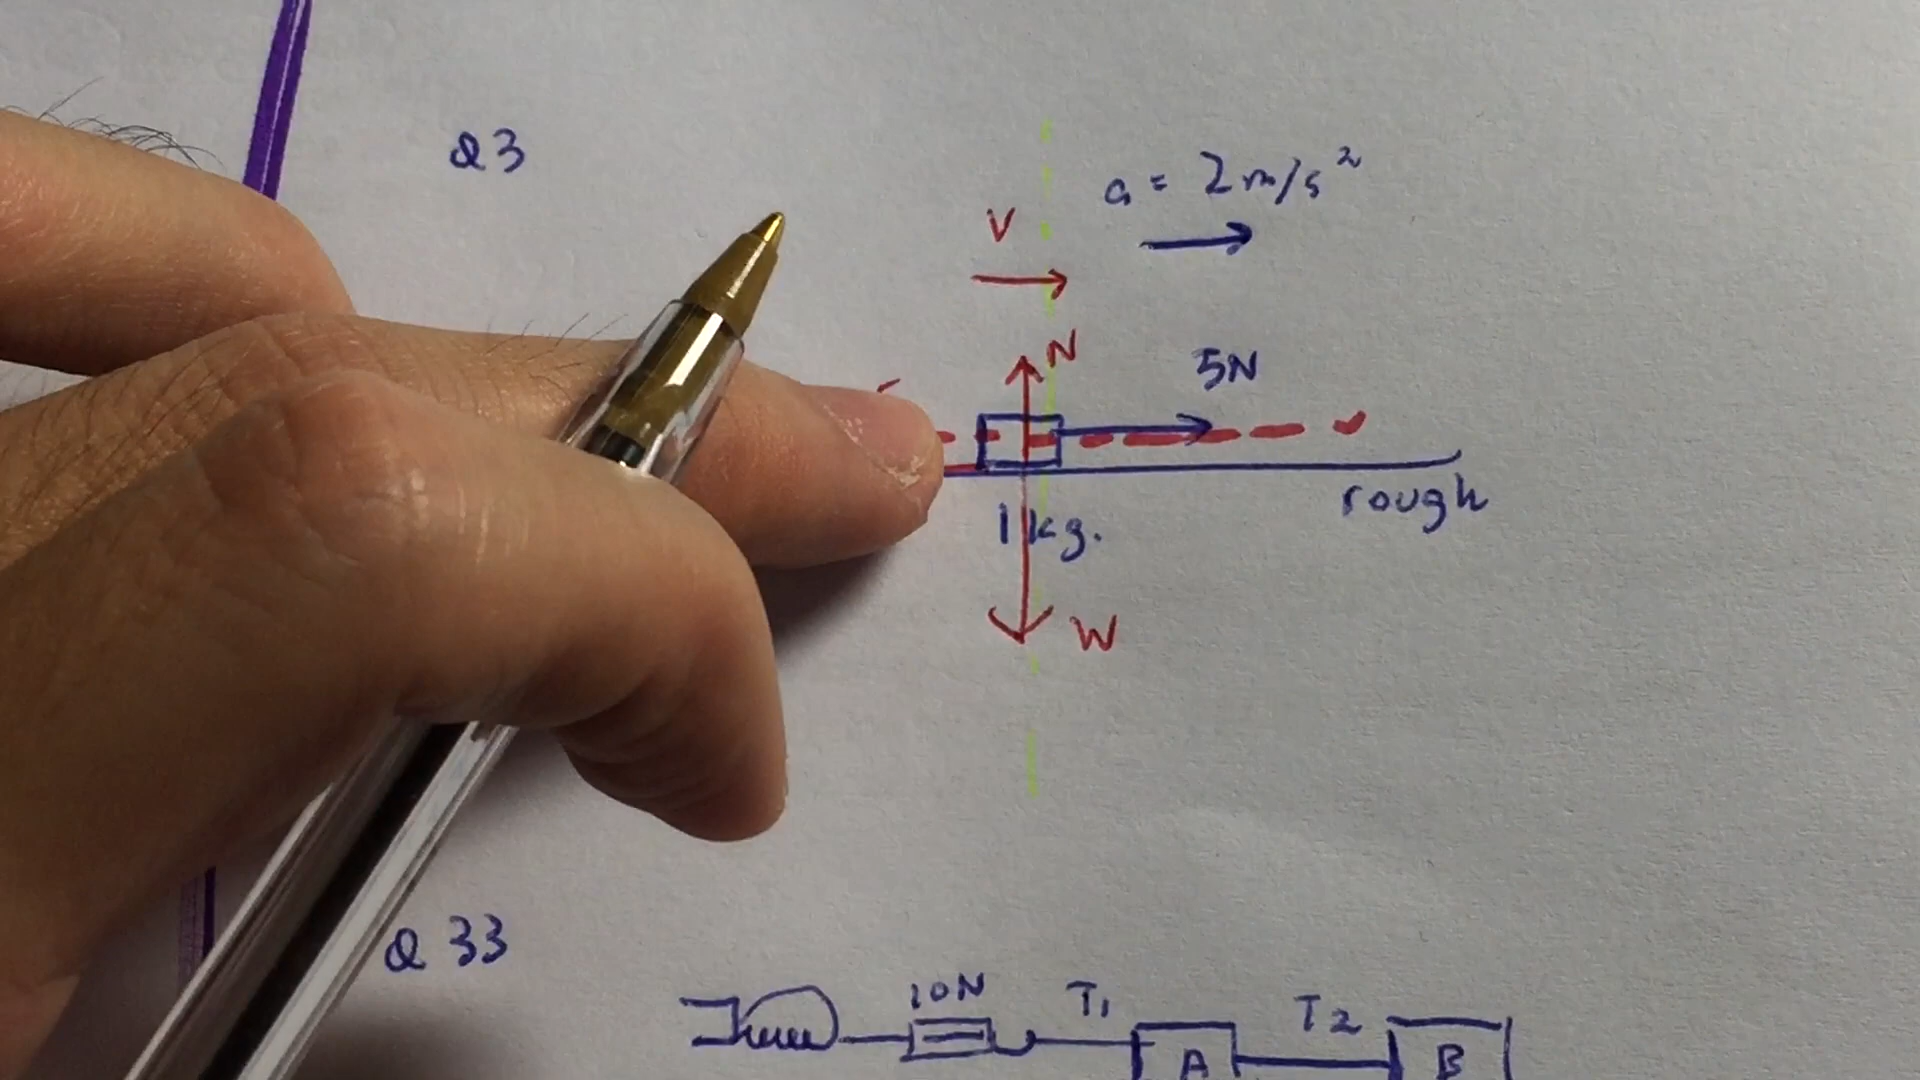 Q3
a = 2m/s²
V
N
5N
rough
1kg.
W
Q 33
10N
T1
T2
A
B